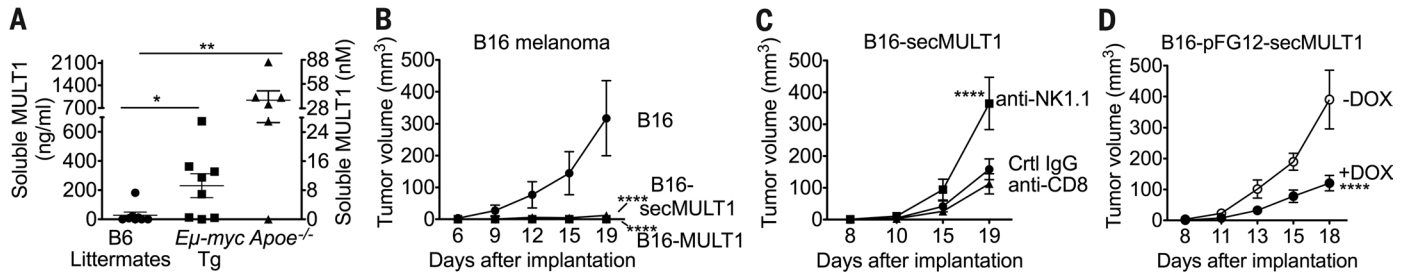 A
Soluble MULT1
(ng/ml)
2100
1400
700
600
400
200
0
**
*
88
58
28
24
16
8
0
Soluble MULT1 (nM)
B6
Littermates
Eμ-myc
Tg
Apoe-/-
B
B16 melanoma
Tumor volume (mm3)
500
400
300
200
100
0
B16
B16-
****secMULT1
****B16-MULT1
6 9 12 15 19
Days after implantation
C
B16-secMULT1
Tumor volume (mm3)
500
400
300
200
100
0
****
anti-NK1.1
Crtl IgG
anti-CD8
8 10 15 19
Days after implantation
D
B16-pFG12-secMULT1
Tumor volume (mm3)
500
400
300
200
100
0
-DOX
+DOX
****
8 11 13 15 18
Days after implantation